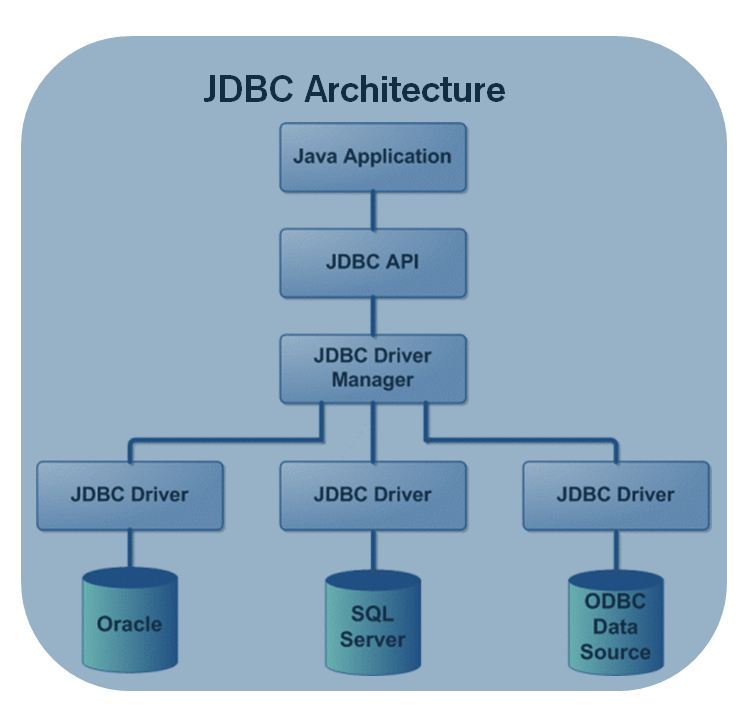 JDBC Architecture
Java Application
JDBC API
JDBC Driver
Manager
JDBC Driver
JDBC Driver
JDBC Driver
Oracle
SQL
Server
ODBC
Data
Source